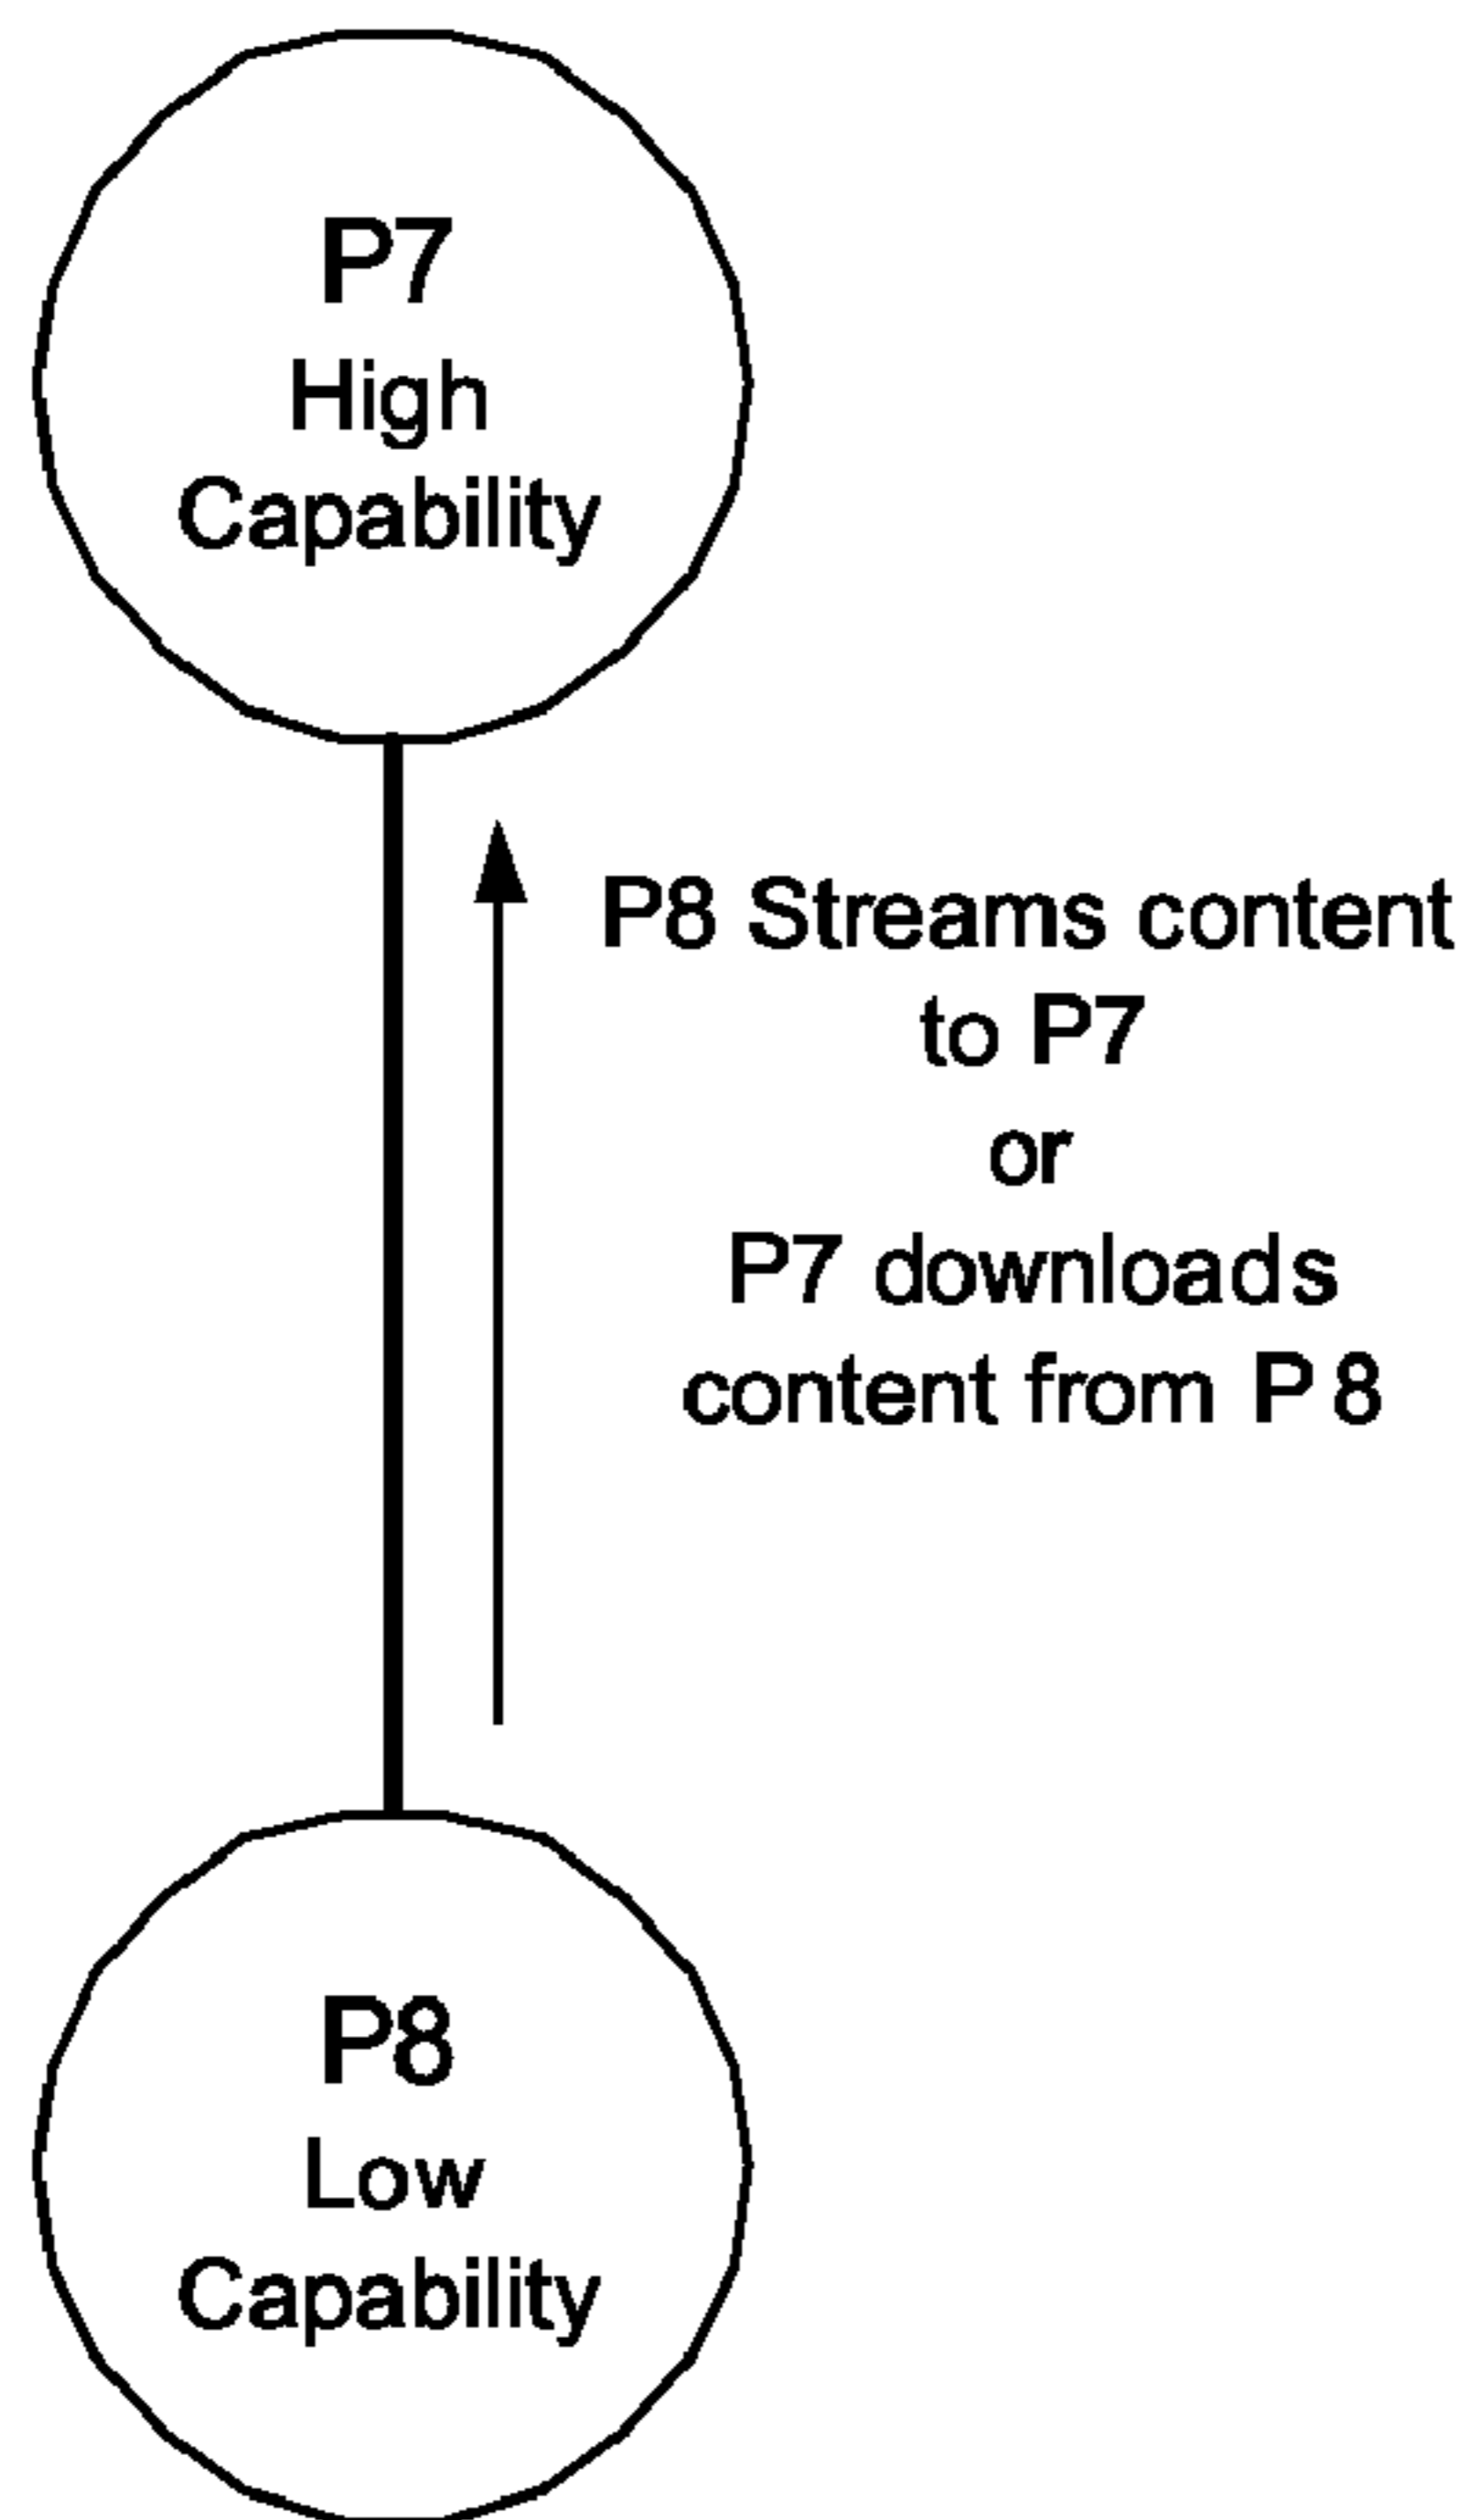 P7
High
Capability
P8 Streams content
to P7
or
P7 downloads
content from P 8
P8
Low
Capability